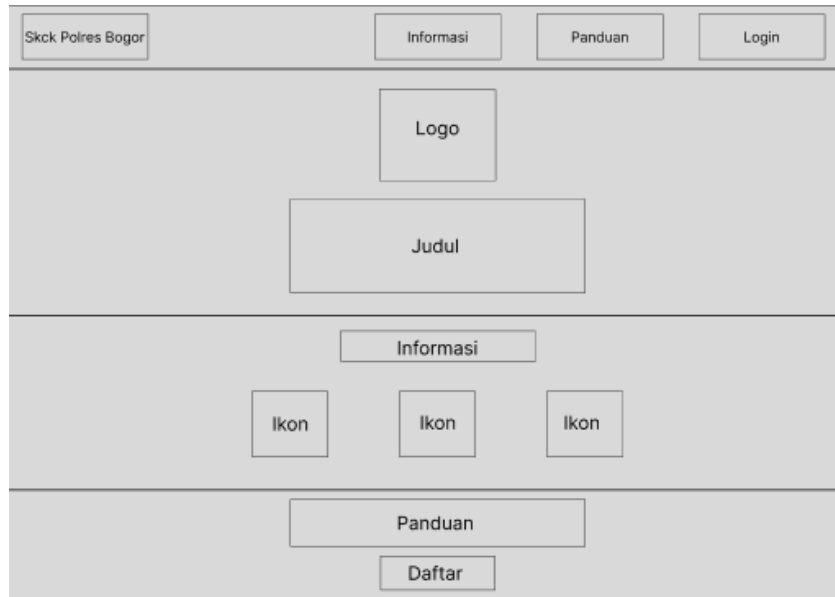 Skck Polres Bogor
Informasi
Panduan
Login
Logo
Judul
Informasi
Ikon
Ikon
Ikon
Panduan
Daftar